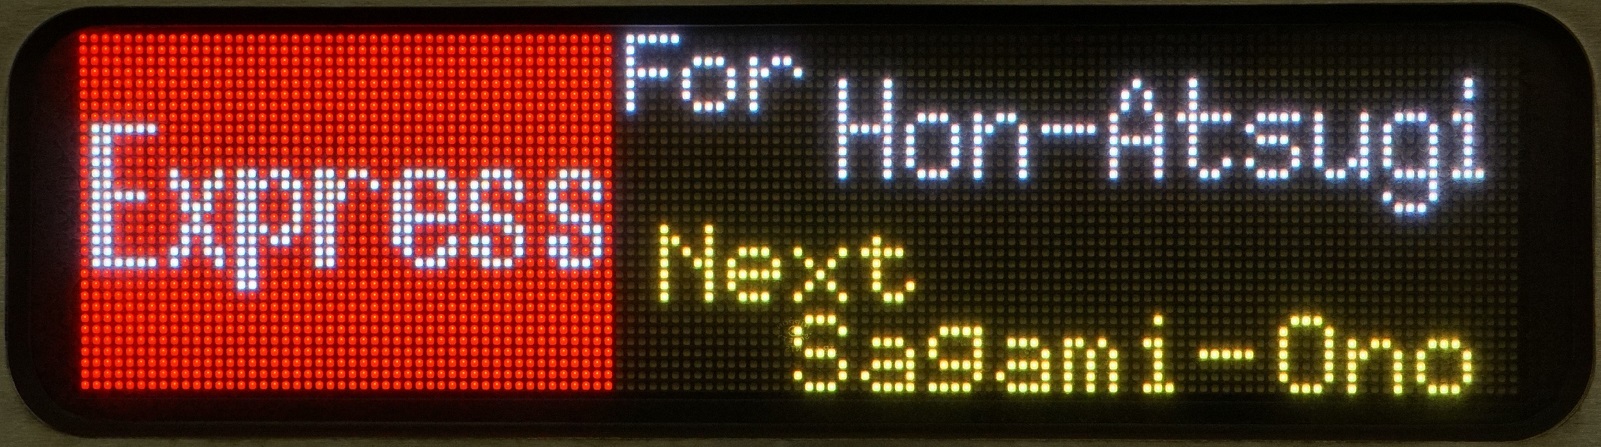 Express
For Hon-Atsugi
Next
Sagami-Ono